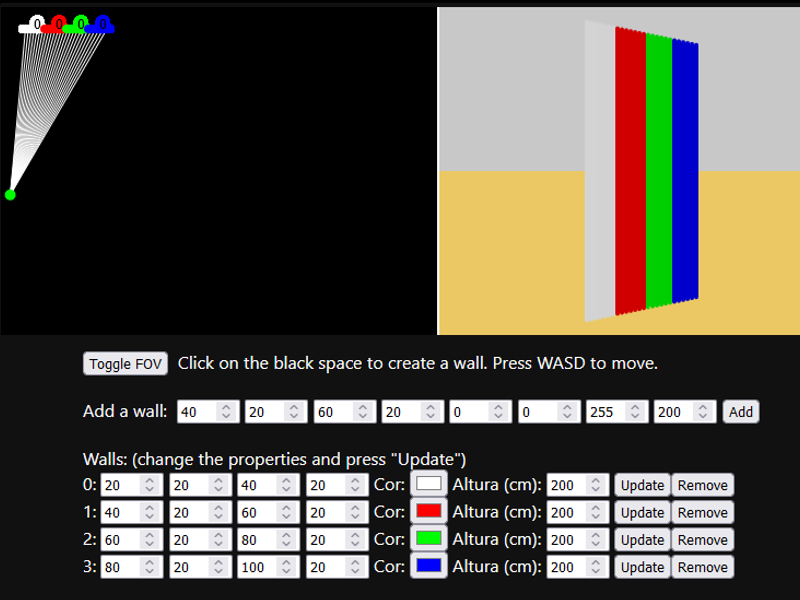 0 0 0 0
Toggle FOV Click on the black space to create a wall. Press WASD to move.
Add a wall: 40 20 60 20 0 0 255 200 Add
Walls: (change the properties and press "Update")
0: 20 20 40 20 Cor: Altura (cm): 200 Update Remove
1: 40 20 60 20 Cor: Altura (cm): 200 Update Remove
2: 60 20 80 20 Cor: Altura (cm): 200 Update Remove
3: 80 20 100 20 Cor: Altura (cm): 200 Update Remove